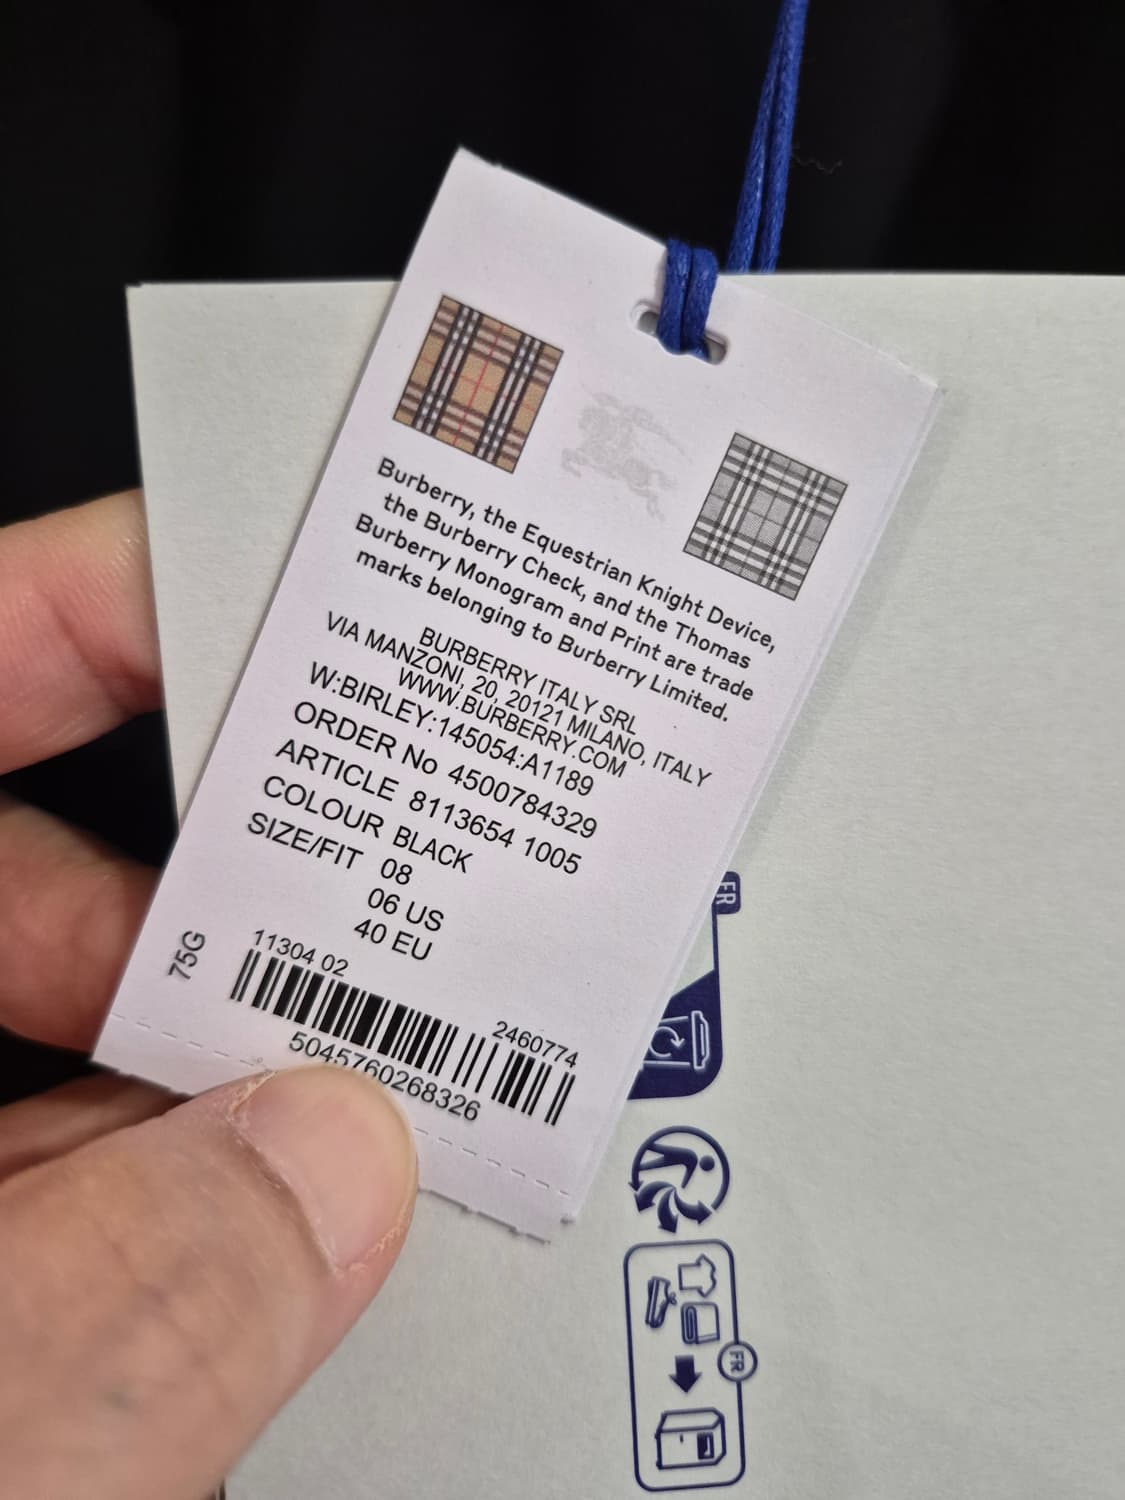 Burberry, the Equestrian Knight Device,
the Burberry Check, and the Thomas
Burberry Monogram and Print are trade
marks belonging to Burberry Limited.
BURBERRY ITALY SRL
VIA MANZONI, 20, 20121 MILANO, ITALY
WWW.BURBERRY.COM
W:BIRLEY:145054:A1189
ORDER No 4500784329
ARTICLE 8113654 1005
COLOUR BLACK
SIZE/FIT 08
06 US
40 EU
75G
11304 02
2460774
5045760268326
FR
FR